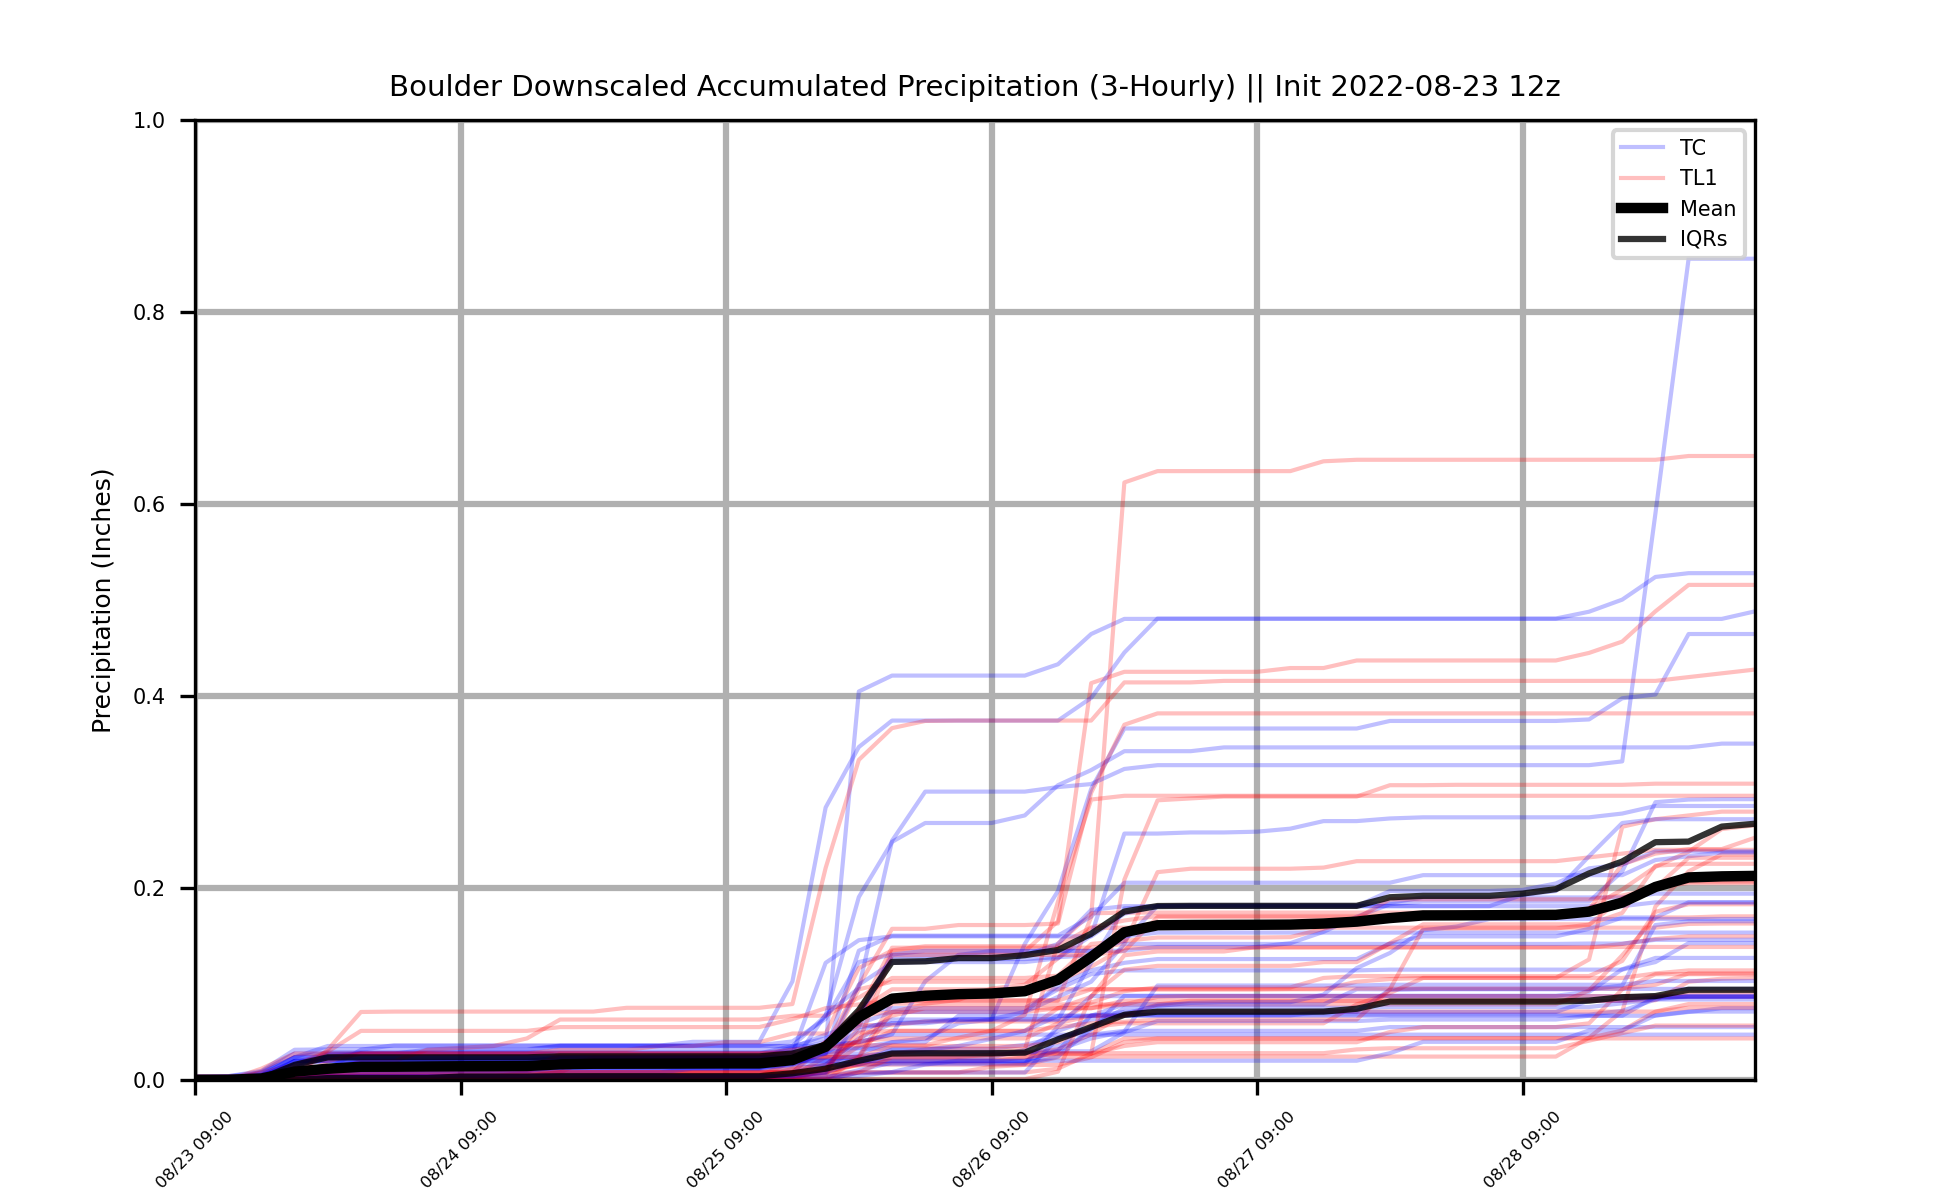 Boulder Downscaled Accumulated Precipitation (3-Hourly) || Init 2022-08-23 12z
1.0
0.8
0.6
0.4
0.2
0.0
Precipitation (Inches)
TC
TL1
Mean
IQRs
08/23 09:00
08/24 09:00
08/25 09:00
08/26 09:00
08/27 09:00
08/28 09:00